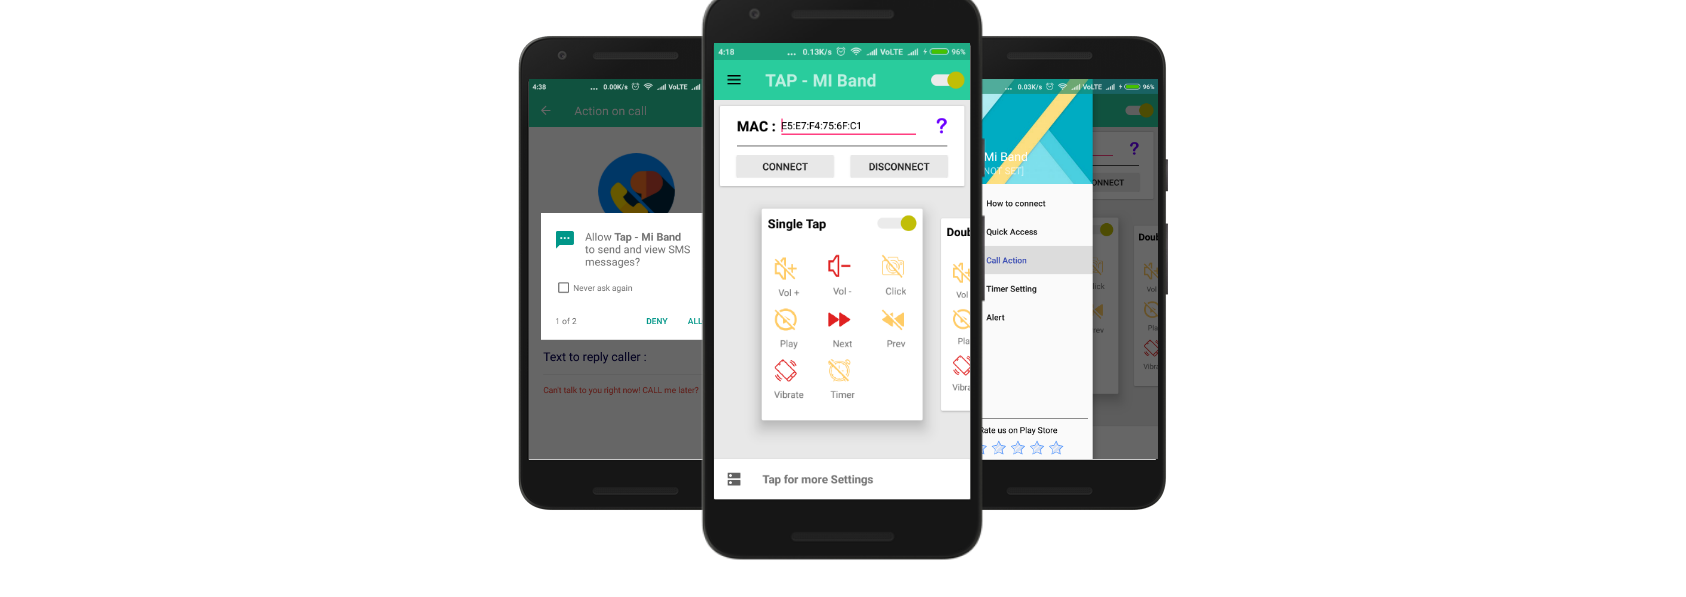 4:38
... 0.00K/s VoLTE
Action on call
Allow Tap - Mi Band
to send and view SMS
messages?
Never ask again
1 of 2
DENY
ALL
Text to reply caller :
Can't talk to you right now! CALL me later?
4:18
... 0.13K/s VoLTE 96%
TAP - MI Band
MAC : E5:E7:F4:75:6F:C1 ?
CONNECT
DISCONNECT
Single Tap
Vol +
Vol -
Click
Play
Next
Prev
Vibrate
Timer
Doub
Vol
Pla
Vibra
Tap for more Settings
... 0.03K/s VoLTE 96%
Mi Band
NOT SET]
How to connect
Quick Access
Call Action
Timer Setting
Alert
Rate us on Play Store
?
ONNECT
Doul
lick
rev
Vol
Pla
Vibra